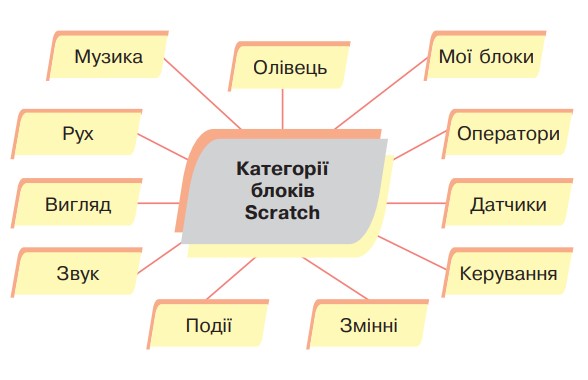 Музика
Олівець
Мої блоки
Рух
Оператори
Категорії
блоків
Scratch
Вигляд
Датчики
Звук
Керування
Події
Змінні